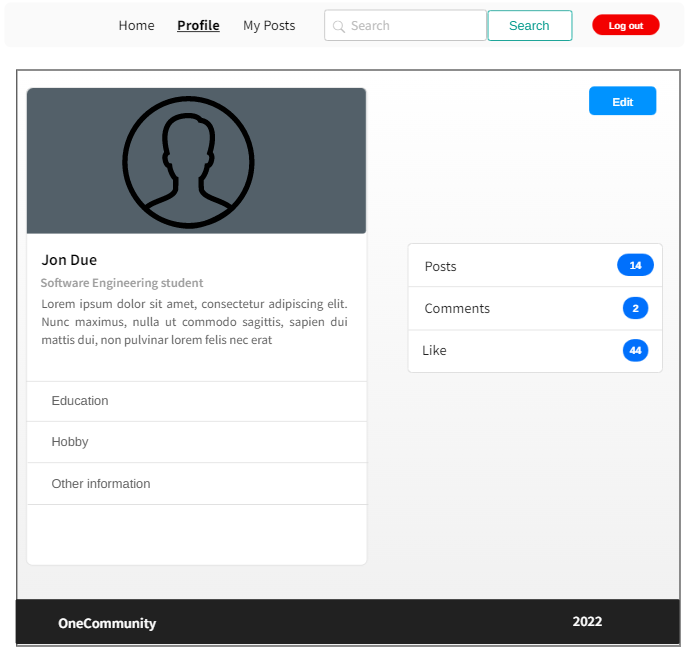 Home Profile My Posts Search Search Log out
Edit
Jon Due
Software Engineering student
Lorem ipsum dolor sit amet, consectetur adipiscing elit.
Nunc maximus, nulla ut commodo sagittis, sapien dui
mattis dui, non pulvinar lorem felis nec erat
Education
Hobby
Other information
Posts 14
Comments 2
Like 44
OneCommunity 2022